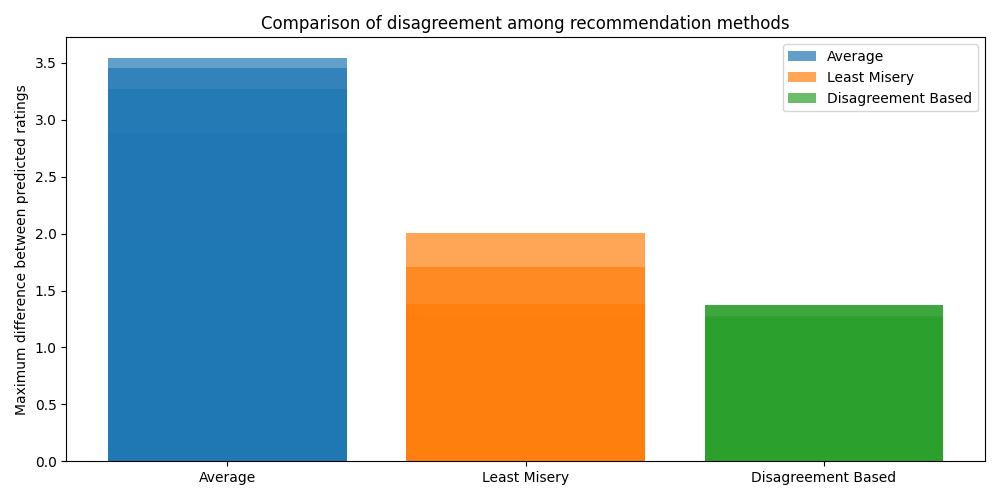 Comparison of disagreement among recommendation methods
Maximum difference between predicted ratings
3.5
3.0
2.5
2.0
1.5
1.0
0.5
0.0
Average
Least Misery
Disagreement Based
Average
Least Misery
Disagreement Based